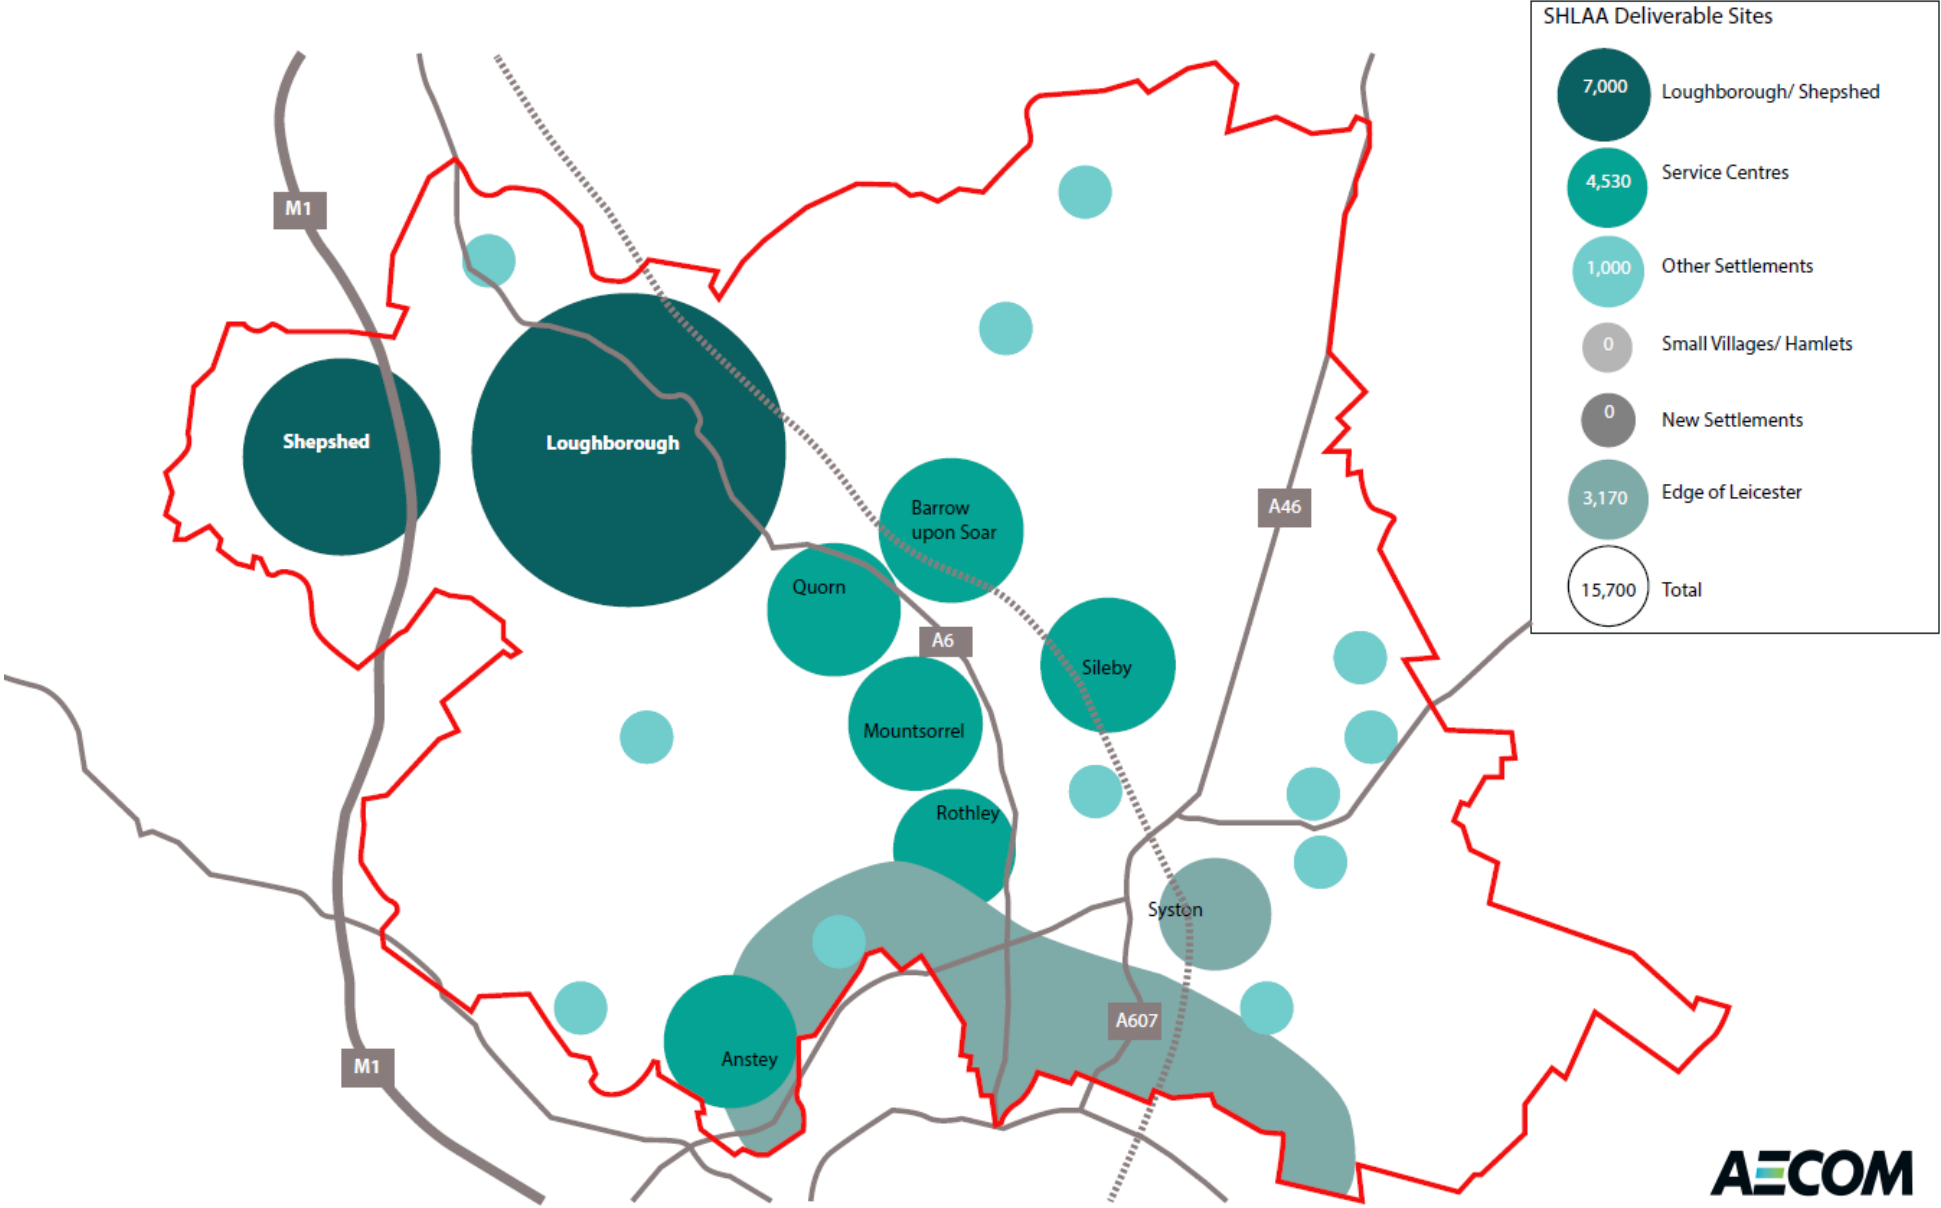 SHLAA Deliverable Sites
7,000
Loughborough/ Shepshed
4,530
Service Centres
1,000
Other Settlements
0
Small Villages/ Hamlets
0
New Settlements
3,170
Edge of Leicester
15,700
Total
M1
Shepshed
Loughborough
Barrow
upon Soar
A46
Quorn
A6
Sileby
Mountsorrel
Rothley
Syston
A607
Anstey
M1
AECOM